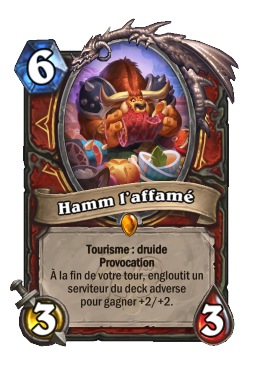 6
Hamm l'affamé
Tourisme : druide
Provocation
À la fin de votre tour, engloutit un
serviteur du deck adverse
pour gagner +2/+2.
3 3